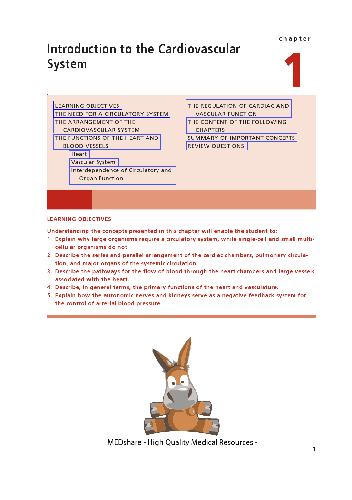 chapter
1
Introduction to the Cardiovascular
System
LEARNING OBJECTIVES
THE NEED FOR A CIRCULATORY SYSTEM
THE ARRANGEMENT OF THE
CARDIOVASCULAR SYSTEM
THE FUNCTIONS OF THE HEART AND
BLOOD VESSELS
Heart
Vascular System
Interdependence of Circulatory and
Organ Function
THE REGULATION OF CARDIAC AND
VASCULAR FUNCTION
THE CONTENT OF THE FOLLOWING
CHAPTERS
SUMMARY OF IMPORTANT CONCEPTS
REVIEW QUESTIONS
LEARNING OBJECTIVES
Understanding the concepts presented in this chapter will enable the student to:
1. Explain why large organisms require a circulatory system, while single-cell and small multi-
cellular organisms do not.
2. Describe the series and parallel arrangement of the cardiac chambers, pulmonary circula-
tion, and major organs of the systemic circulation.
3. Describe the pathways for the flow of blood through the heart chambers and large vessels
associated with the heart.
4. Describe, in general terms, the primary functions of the heart and vasculature.
5. Explain how the autonomic nerves and kidneys serve as a negative feedback system for
the control of arterial blood pressure.
MEDshare - High Quality Medical Resources -
1